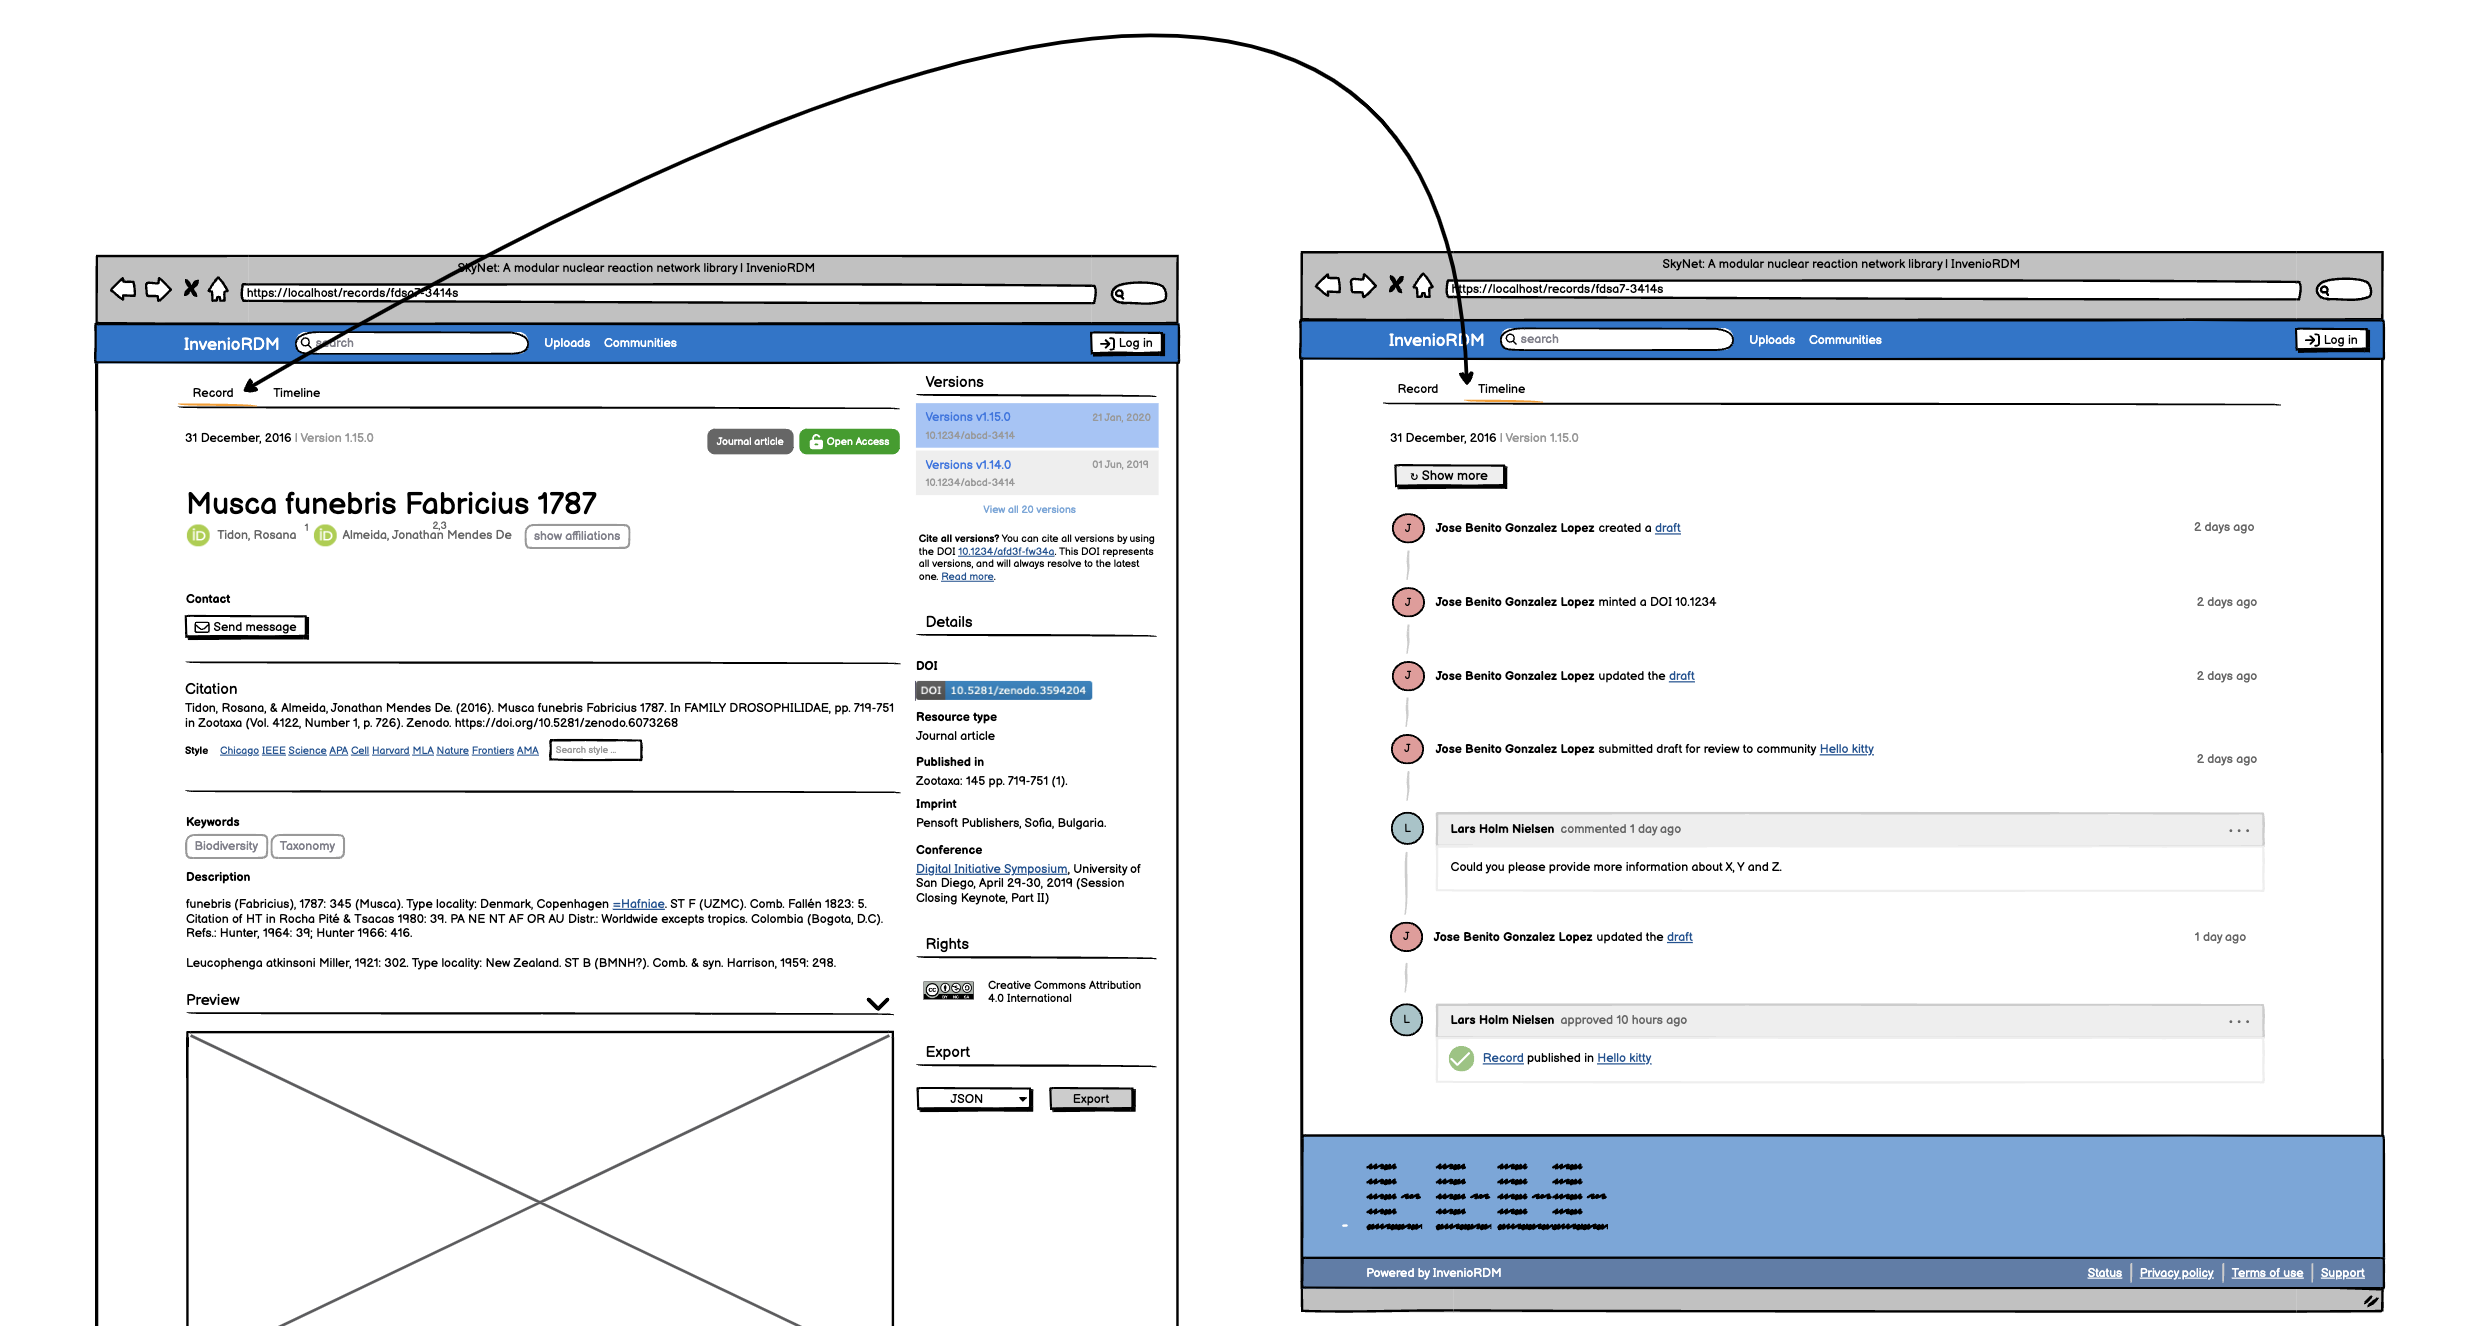 SkyNet: A modular nuclear reaction network library | InvenioRDM
https://localhost/records/fdsa7-3414s
InvenioRDM
search
Uploads Communities
Log in
Record Timeline
31 December, 2016 | Version 1.15.0
Journal article
Open Access
Musca funebris Fabricius 1787
iD Tidon, Rosana 1 iD Almeida, Jonathan Mendes De 2,3 show affiliations
Contact
Send message
Citation
Tidon, Rosana, & Almeida, Jonathan Mendes De. (2016). Musca funebris Fabricius 1787. In FAMILY DROSOPHILIDAE, pp. 719-751
in Zootaxa (Vol. 4122, Number 1, p. 726). Zenodo. https://doi.org/10.5281/zenodo.6073268
Style Chicago IEEE Science APA Cell Harvard MLA Nature Frontiers AMA Search style ...
Keywords
Biodiversity Taxonomy
Description
funebris (Fabricius), 1787: 345 (Musca). Type locality: Denmark, Copenhagen =Hafniae. ST F (UZMC). Comb. Fallén 1823: 5.
Citation of HT in Rocha Pité & Tsacas 1980: 39. PA NE NT AF OR AU Distr.: Worldwide excepts tropics. Colombia (Bogota, D.C).
Refs.: Hunter, 1964: 39; Hunter 1966: 416.
Leucophenga atkinsoni Miller, 1921: 302. Type locality: New Zealand. ST B (BMNH?). Comb. & syn. Harrison, 1959: 298.
Preview
Versions
Versions v1.15.0 21 Jan, 2020
10.1234/abcd-3414
Versions v1.14.0 01 Jun, 2019
10.1234/abcd-3414
View all 20 versions
Cite all versions? You can cite all versions by using
the DOI 10.1234/afd3f-fw34a. This DOI represents
all versions, and will always resolve to the latest
one. Read more.
Details
DOI
DOI 10.5281/zenodo.3594204
Resource type
Journal article
Published in
Zootaxa: 145 pp. 719-751 (1).
Imprint
Pensoft Publishers, Sofia, Bulgaria.
Conference
Digital Initiative Symposium, University of
San Diego, April 29-30, 2019 (Session
Closing Keynote, Part II)
Rights
Creative Commons Attribution
4.0 International
Export
JSON Export
SkyNet: A modular nuclear reaction network library | InvenioRDM
https://localhost/records/fdsa7-3414s
InvenioRDM
search
Uploads Communities
Log in
Record Timeline
31 December, 2016 | Version 1.15.0
↻ Show more
J Jose Benito Gonzalez Lopez created a draft 2 days ago
J Jose Benito Gonzalez Lopez minted a DOI 10.1234 2 days ago
J Jose Benito Gonzalez Lopez updated the draft 2 days ago
J Jose Benito Gonzalez Lopez submitted draft for review to community Hello kitty 2 days ago
L Lars Holm Nielsen commented 1 day ago ...
Could you please provide more information about X, Y and Z.
J Jose Benito Gonzalez Lopez updated the draft 1 day ago
L Lars Holm Nielsen approved 10 hours ago ...
Record published in Hello kitty
Powered by InvenioRDM
Status | Privacy policy | Terms of use | Support